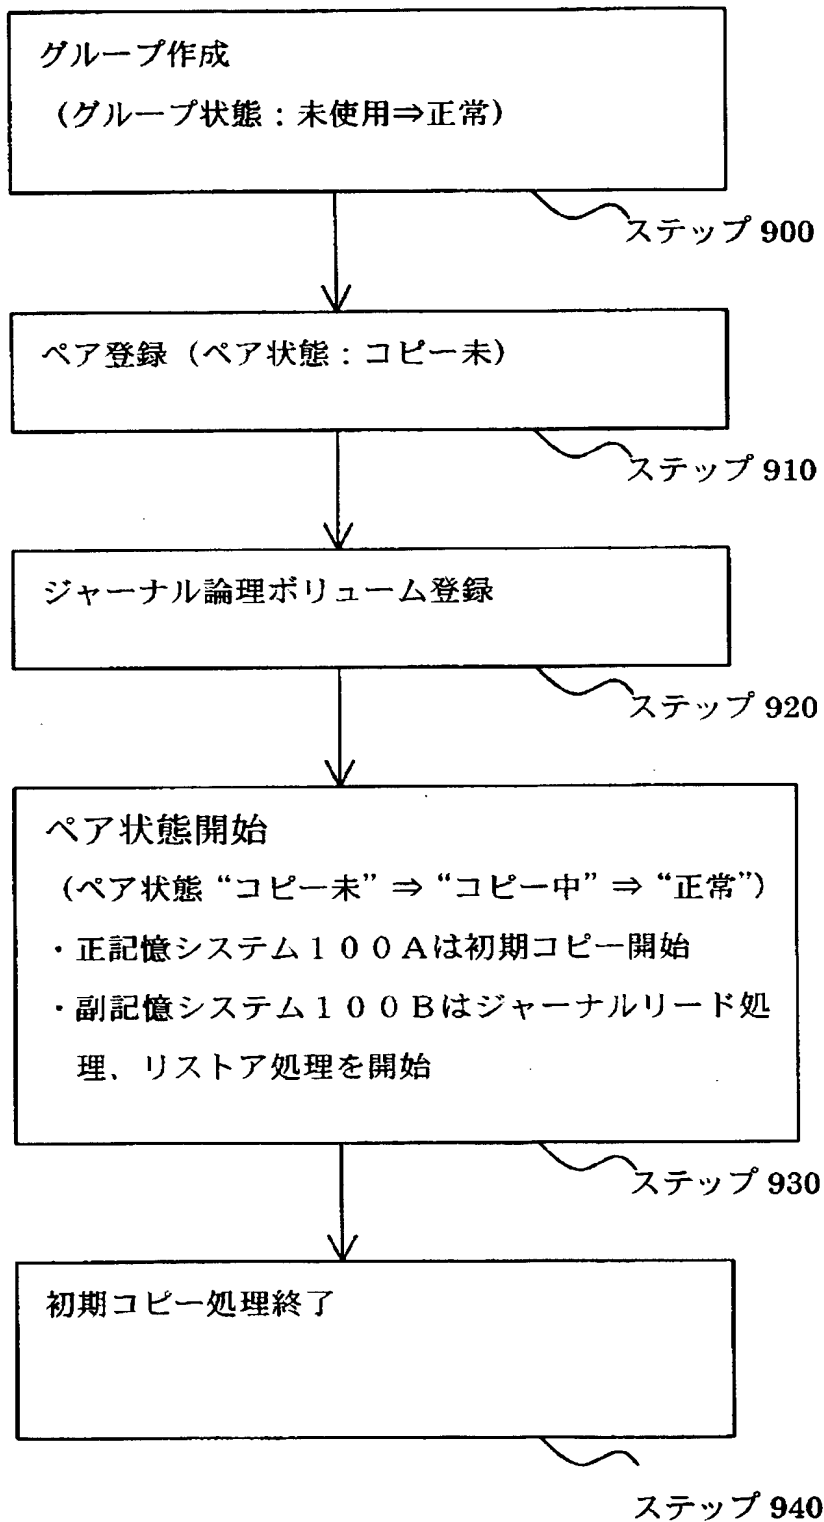 グループ作成
（グループ状態：未使用⇒正常）
ステップ 900
ペア登録（ペア状態：コピー未）
ステップ 910
ジャーナル論理ボリューム登録
ステップ 920
ペア状態開始
（ペア状態 “コピー未” ⇒ “コピー中” ⇒ “正常”）
・正記憶システム１００Ａは初期コピー開始
・副記憶システム１００Ｂはジャーナルリード処
理、リストア処理を開始
ステップ 930
初期コピー処理終了
ステップ 940